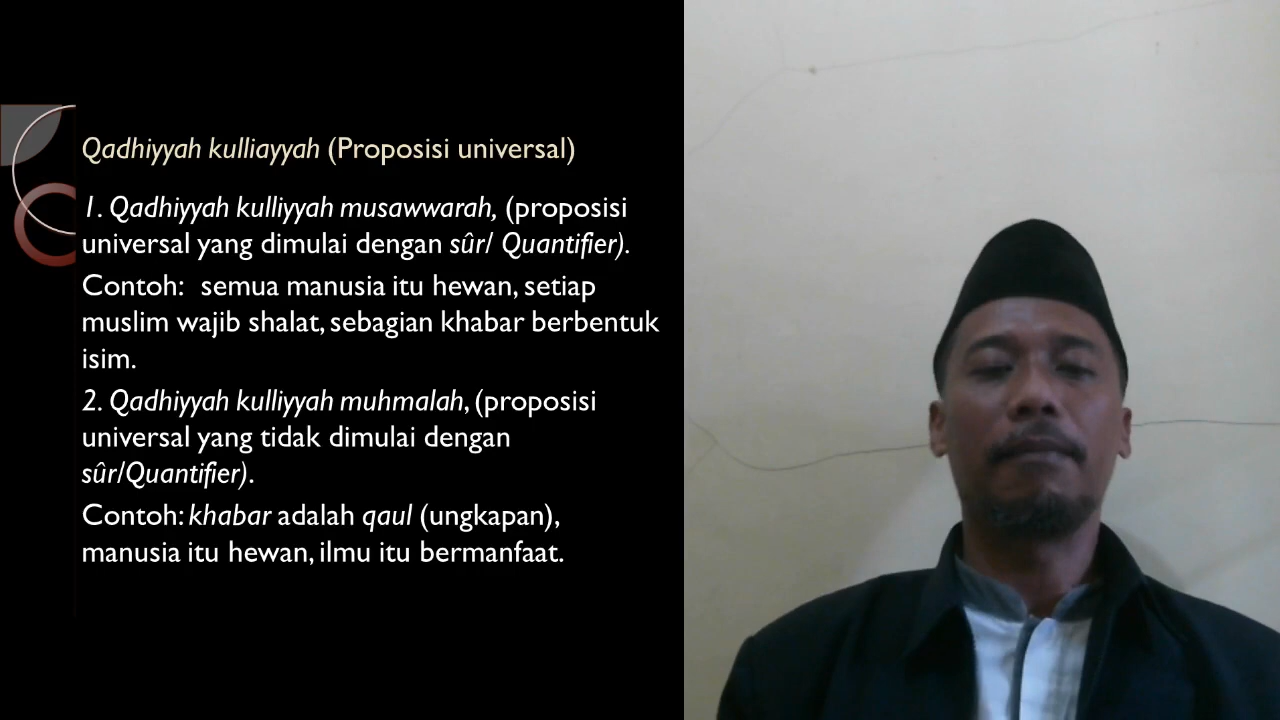 Qadhiyyah kulliayyah (Proposisi universal)
1. Qadhiyyah kulliyyah musawwarah, (proposisi
universal yang dimulai dengan sûr/ Quantifier).
Contoh: semua manusia itu hewan, setiap
muslim wajib shalat, sebagian khabar berbentuk
isim.
2. Qadhiyyah kulliyyah muhmalah, (proposisi
universal yang tidak dimulai dengan
sûr/Quantifier).
Contoh: khabar adalah qaul (ungkapan),
manusia itu hewan, ilmu itu bermanfaat.